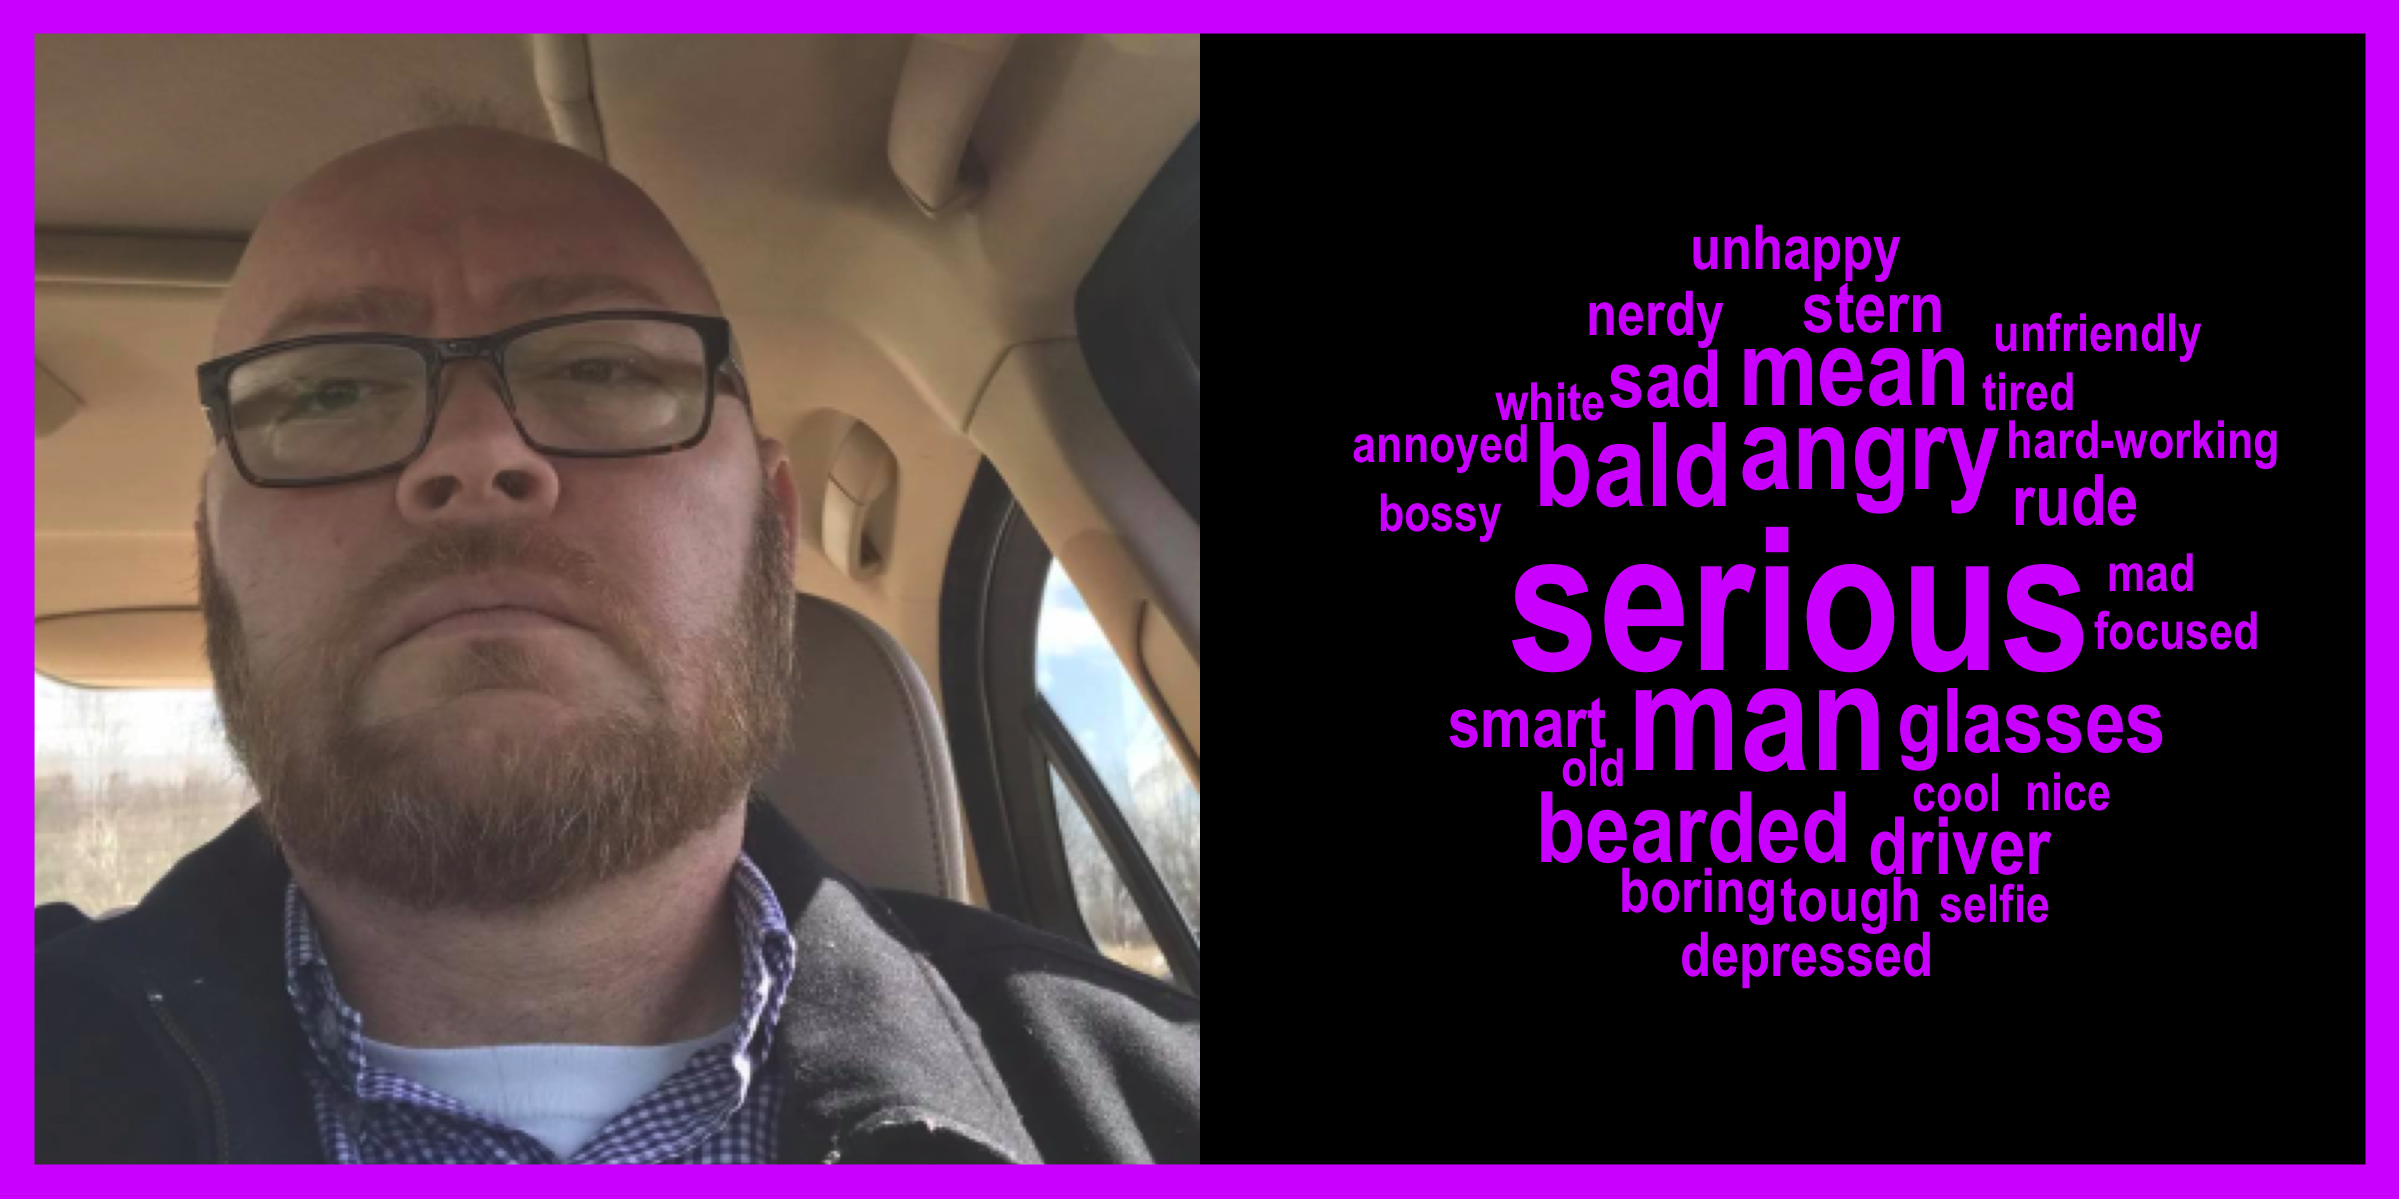 unhappy
nerdy stern unfriendly
white sad mean tired
annoyed bald angry hard-working
bossy rude
serious mad
focused
smart man glasses
old cool nice
bearded driver
boring tough selfie
depressed